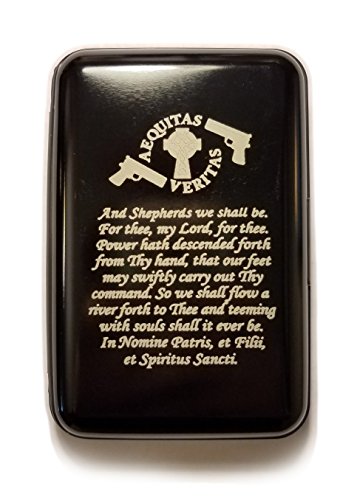 AEQUITAS
VERITAS
And Shepherds we shall be.
For thee, my Lord, for thee.
Power hath descended forth
from Thy hand, that our feet
may swiftly carry out Thy
command. So we shall flow a
river forth to Thee and teeming
with souls shall it ever be.
In Nomine Patris, et Filii,
et Spiritus Sancti.